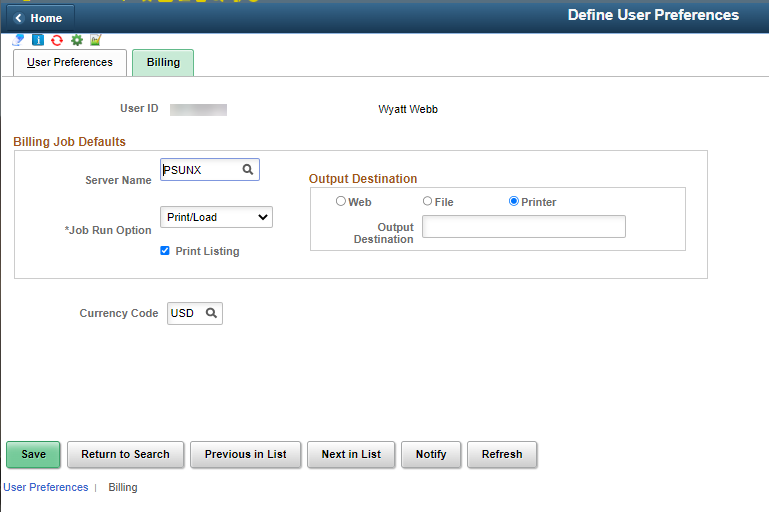 Home
Define User Preferences
User Preferences
Billing
User ID
Wyatt Webb
Billing Job Defaults
Server Name PSUNX
Output Destination
Web File Printer
*Job Run Option Print/Load
Output
Destination
Print Listing
Currency Code USD
Save Return to Search Previous in List Next in List Notify Refresh
User Preferences | Billing